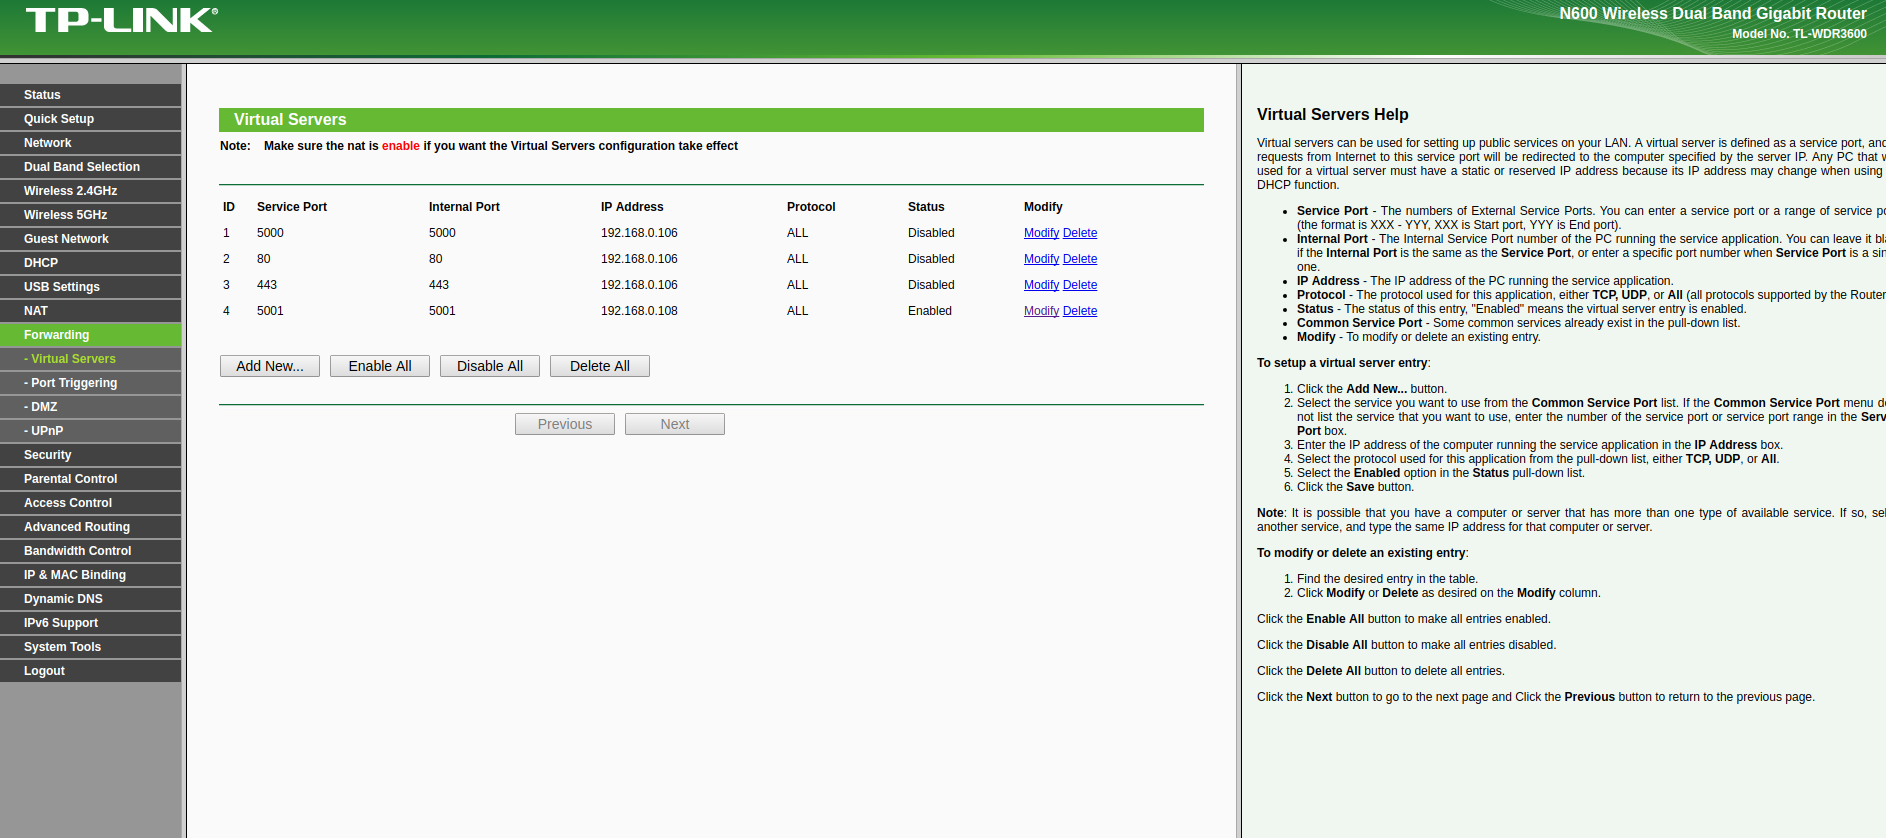 TP-LINK®
N600 Wireless Dual Band Gigabit Router
Model No. TL-WDR3600
Status
Quick Setup
Network
Dual Band Selection
Wireless 2.4GHz
Wireless 5GHz
Guest Network
DHCP
USB Settings
NAT
Forwarding
- Virtual Servers
- Port Triggering
- DMZ
- UPnP
Security
Parental Control
Access Control
Advanced Routing
Bandwidth Control
IP & MAC Binding
Dynamic DNS
IPv6 Support
System Tools
Logout
Virtual Servers
Note: Make sure the nat is enable if you want the Virtual Servers configuration take effect
ID Service Port Internal Port IP Address Protocol Status Modify
1 5000 5000 192.168.0.106 ALL Disabled Modify Delete
2 80 80 192.168.0.106 ALL Disabled Modify Delete
3 443 443 192.168.0.106 ALL Disabled Modify Delete
4 5001 5001 192.168.0.108 ALL Enabled Modify Delete
Add New... Enable All Disable All Delete All
Previous Next
Virtual Servers Help
Virtual servers can be used for setting up public services on your LAN. A virtual server is defined as a service port, and
requests from Internet to this service port will be redirected to the computer specified by the server IP. Any PC that
used for a virtual server must have a static or reserved IP address because its IP address may change when using
DHCP function.
• Service Port - The numbers of External Service Ports. You can enter a service port or a range of service
(the format is XXX - YYY, XXX is Start port, YYY is End port).
• Internal Port - The Internal Service Port number of the PC running the service application. You can leave it
if the Internal Port is the same as the Service Port, or enter a specific port number when Service Port is a
one.
• IP Address - The IP address of the PC running the service application.
• Protocol - The protocol used for this application, either TCP, UDP, or All (all protocols supported by the Router
• Status - The status of this entry, "Enabled" means the virtual server entry is enabled.
• Common Service Port - Some common services already exist in the pull-down list.
• Modify - To modify or delete an existing entry.
To setup a virtual server entry:
1. Click the Add New... button.
2. Select the service you want to use from the Common Service Port list. If the Common Service Port menu
not list the service that you want to use, enter the number of the service port or service port range in the
Port box.
3. Enter the IP address of the computer running the service application in the IP Address box.
4. Select the protocol used for this application from the pull-down list, either TCP, UDP, or All.
5. Select the Enabled option in the Status pull-down list.
6. Click the Save button.
Note: It is possible that you have a computer or server that has more than one type of available service. If so,
another service, and type the same IP address for that computer or server.
To modify or delete an existing entry:
1. Find the desired entry in the table.
2. Click Modify or Delete as desired on the Modify column.
Click the Enable All button to make all entries enabled.
Click the Disable All button to make all entries disabled.
Click the Delete All button to delete all entries.
Click the Next button to go to the next page and Click the Previous button to return to the previous page.